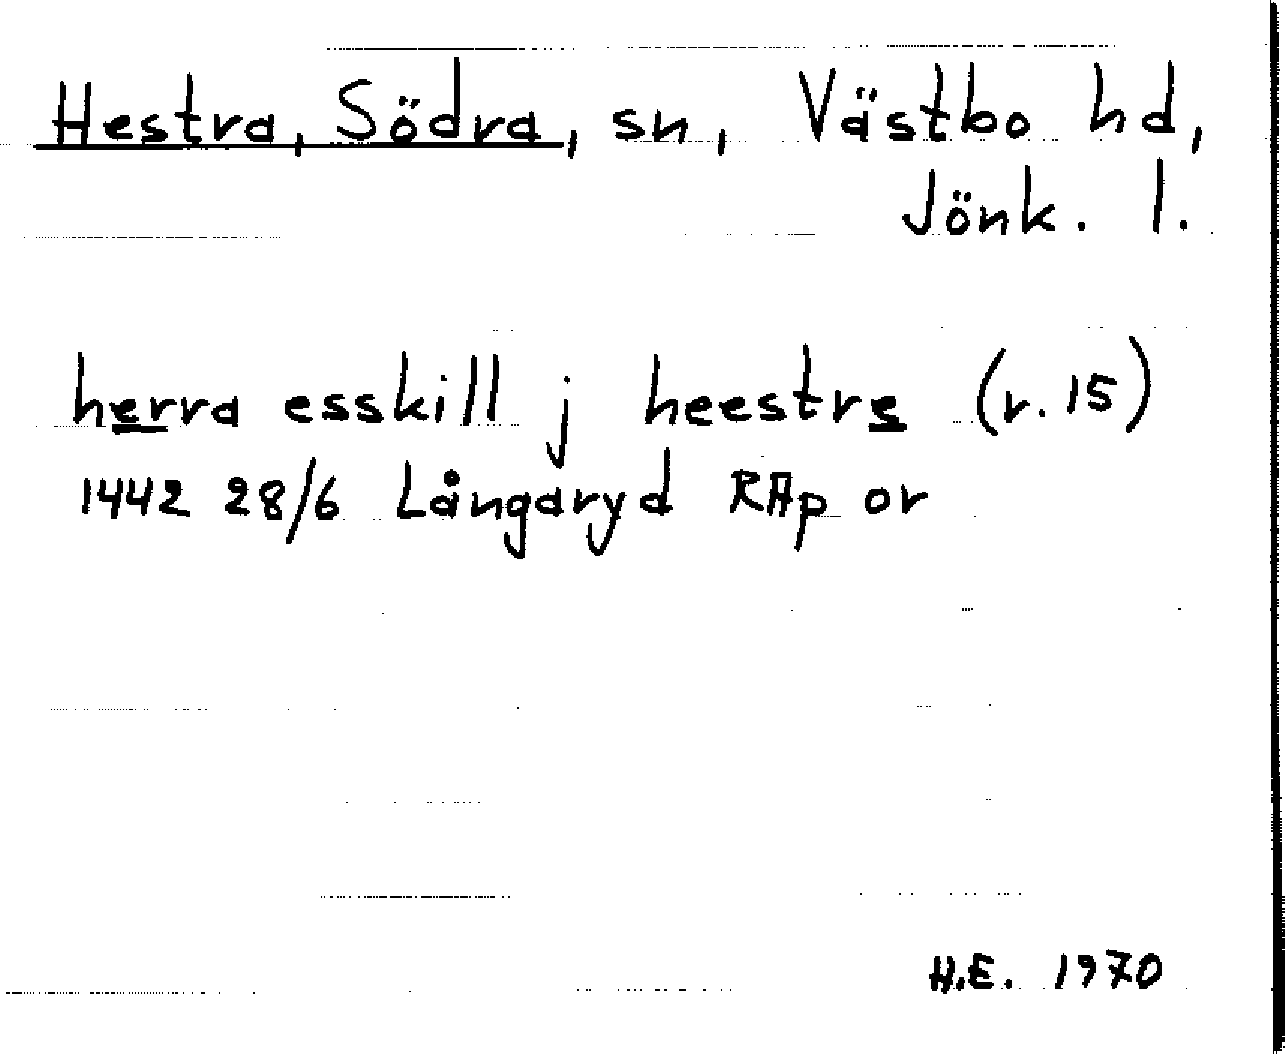 Hestra, Södra, sn, Västbo hd,
Jönk. l.
herra esskill j heestre (r. 15)
1442 28/6 Långaryd RAp or
H.E. 1970